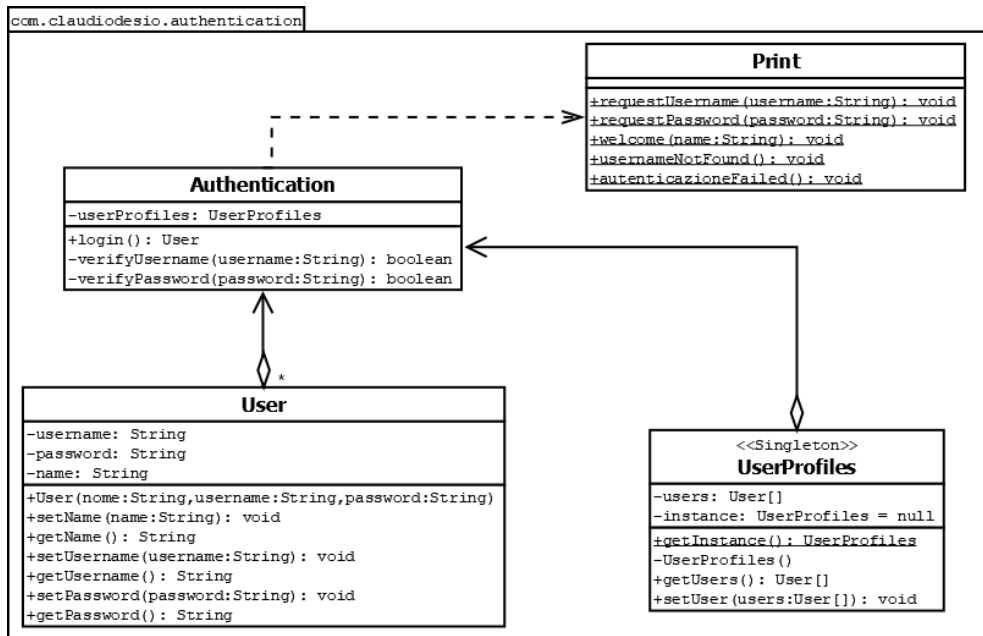 com.claudiodesio.authentication
Print
+requestUsername(username:String): void
+requestPassword(password:String): void
+welcome(name:String): void
+usernameNotFound(): void
+autenticazioneFailed(): void
Authentication
-userProfiles: UserProfiles
+login(): User
-verifyUsername(username:String): boolean
-verifyPassword(password:String): boolean
*
User
-username: String
-password: String
-name: String
+User(nome:String,username:String,password:String)
+setName(name:String): void
+getName(): String
+setUsername(username:String): void
+getUsername(): String
+setPassword(password:String): void
+getPassword(): String
<<Singleton>>
UserProfiles
-users: User[]
-instance: UserProfiles = null
+getInstance(): UserProfiles
-UserProfiles()
+getUsers(): User[]
+setUser(users:User[]): void